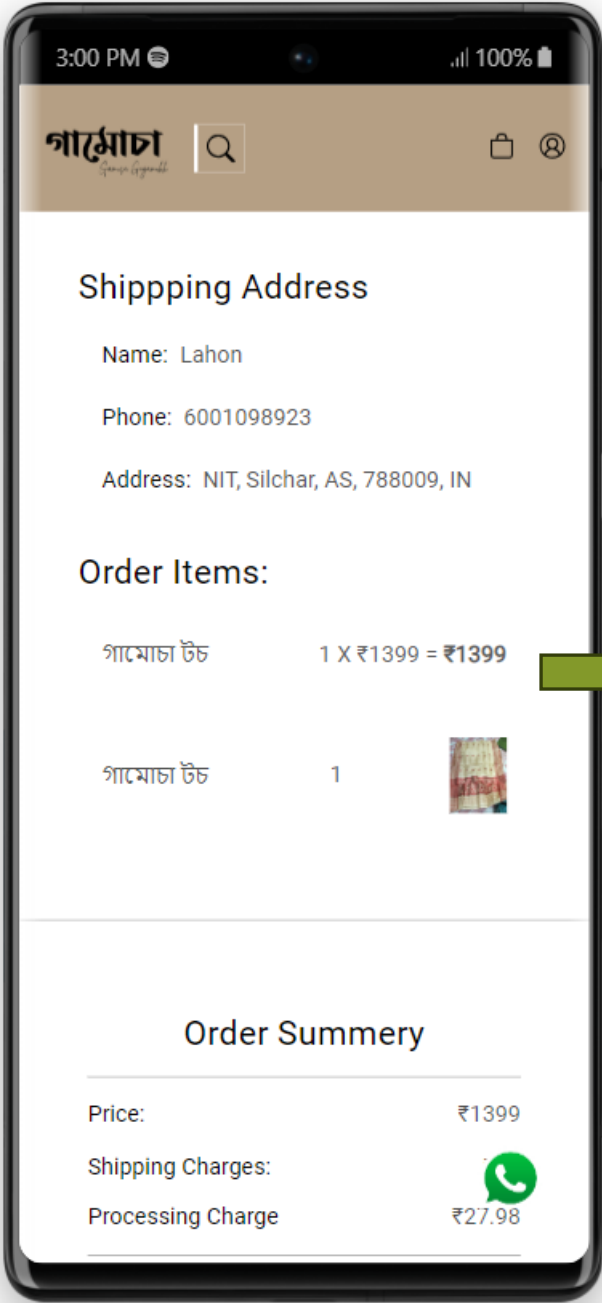 3:00 PM 100%
গামোচা
Shippping Address
Name: Lahon
Phone: 6001098923
Address: NIT, Silchar, AS, 788009, IN
Order Items:
গামোচা টচ 1 X ₹1399 = ₹1399
গামোচা টচ 1
Order Summery
Price: ₹1399
Shipping Charges:
Processing Charge ₹27.98